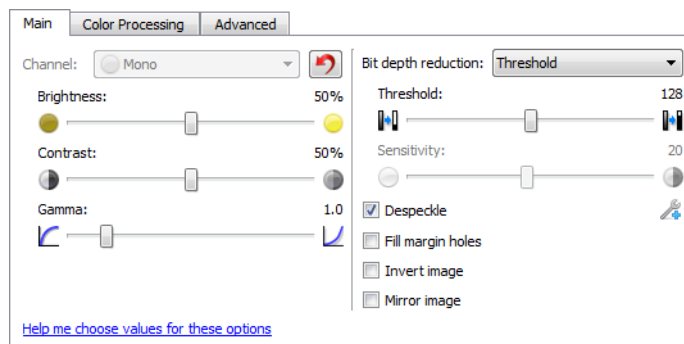 Main Color Processing Advanced
Channel: Mono
Brightness: 50%
Contrast: 50%
Gamma: 1.0
Help me choose values for these options
Bit depth reduction: Threshold
Threshold: 128
Sensitivity: 20
Despeckle
Fill margin holes
Invert image
Mirror image